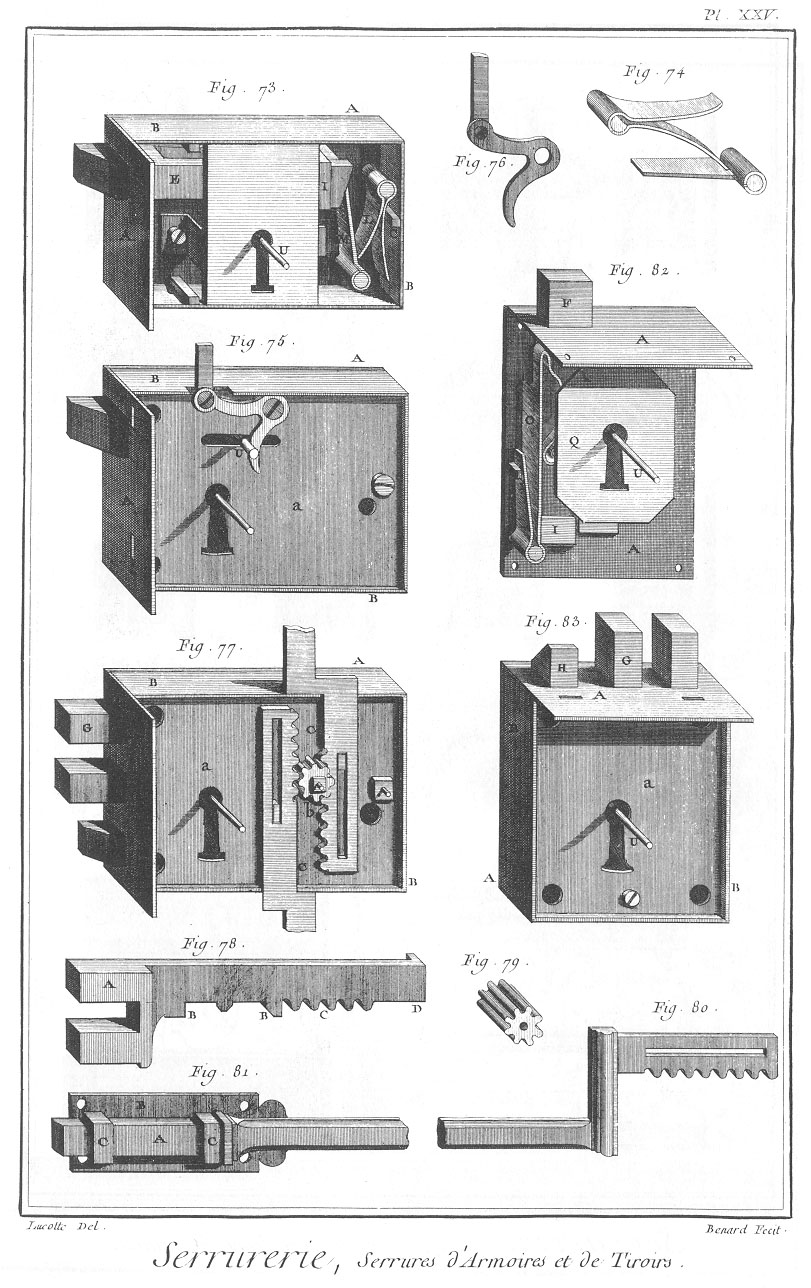 Pl. XXV.
Fig. 73.
A
B
E
I
L
A
U
B
Fig. 76.
Fig. 74
Fig. 75.
A
B
A
U
a
B
Fig. 82.
F
A
O
Q
U
I
A
Fig. 77.
A
B
G
C
a
A
A
b
C
B
Fig. 83.
H
G
A
B
a
U
A
B
Fig. 78.
A
B
B
C
D
Fig. 79.
Fig. 80.
Fig. 81.
B
C
A
C
Lucotte Del.
Benard Fecit.
Serrurerie, Serrures d'Armoires et de Tiroirs.